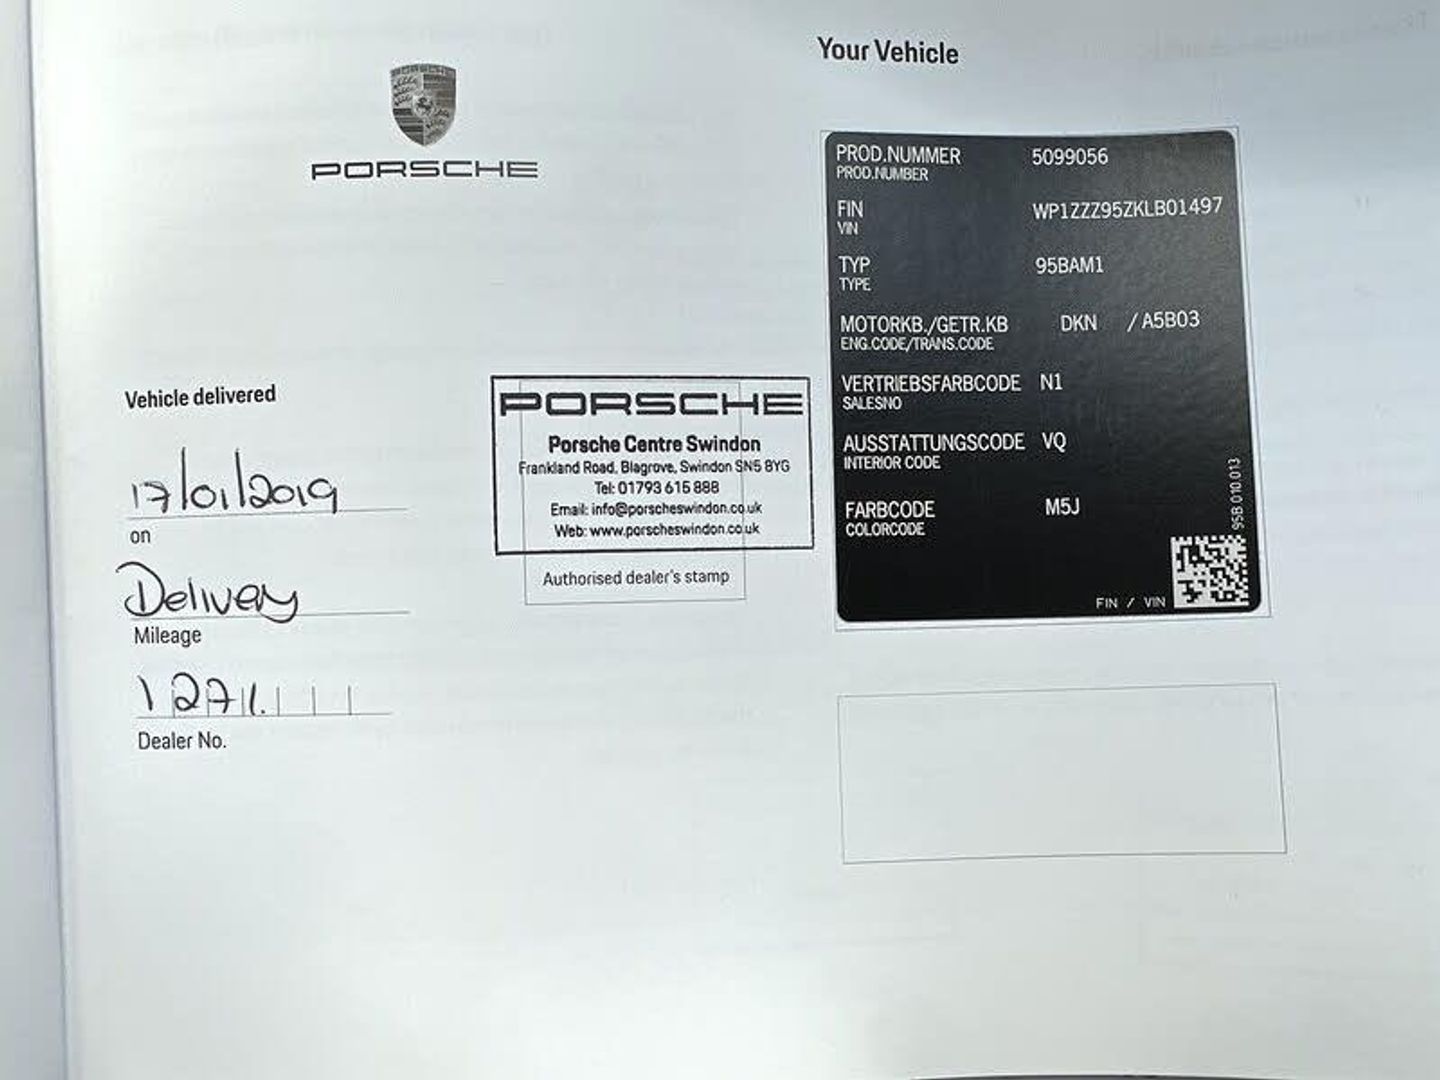 PORSCHE
PORSCHE
Vehicle delivered
17/01/2019
on
Delivery
Mileage
1271.
Dealer No.
PORSCHE
Porsche Centre Swindon
Frankland Road, Blagrove, Swindon SN5 8YG
Tel: 01793 615 888
Email: info@porscheswindon.co.uk
Web: www.porscheswindon.co.uk
Authorised dealer's stamp
Your Vehicle
PROD.NUMMER 5099056
PROD.NUMBER
FIN WP1ZZZ95ZKLB01497
VIN
TYP 95BAM1
TYPE
MOTORKB./GETR.KB DKN / A5B03
ENG.CODE/TRANS.CODE
VERTRIEBSFARBCODE N1
SALESNO
AUSSTATTUNGSCODE VQ
INTERIOR CODE
FARBCODE M5J
COLORCODE
95B.010.013
FIN / VIN